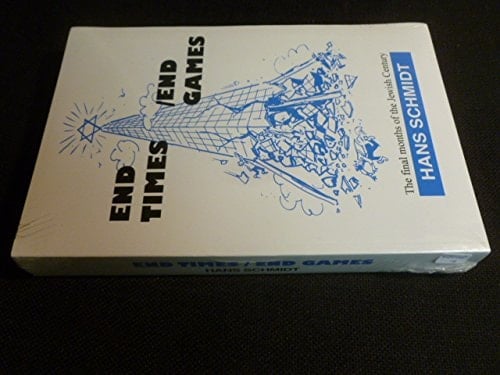 END
TIMES/END
GAMES
The final months of the Jewish Century
HANS SCHMIDT
END TIMES/END GAMES
HANS SCHMIDT